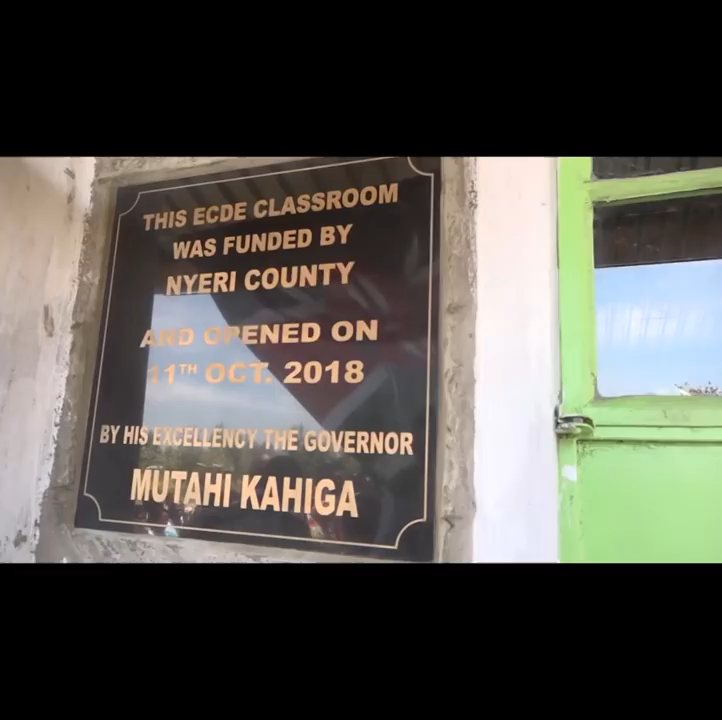 THIS ECDE CLASSROOM
WAS FUNDED BY
NYERI COUNTY
AND OPENED ON
11TH OCT. 2018
BY HIS EXCELLENCY THE GOVERNOR
MUTAHI KAHIGA